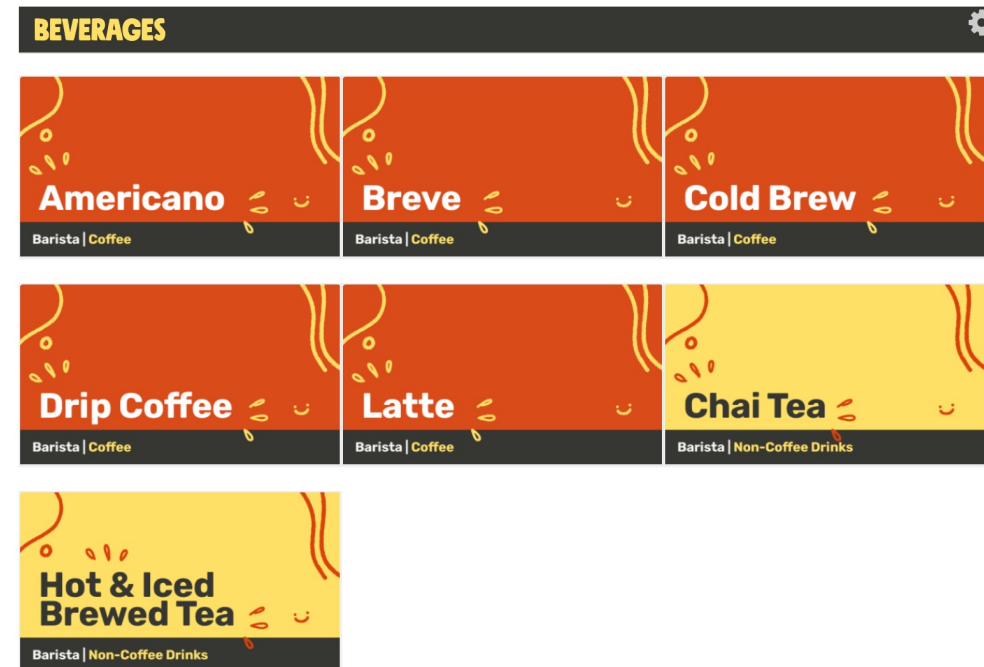 BEVERAGES
Americano
Barista | Coffee
Breve
Barista | Coffee
Cold Brew
Barista | Coffee
Drip Coffee
Barista | Coffee
Latte
Barista | Coffee
Chai Tea
Barista | Non-Coffee Drinks
Hot & Iced
Brewed Tea
Barista | Non-Coffee Drinks